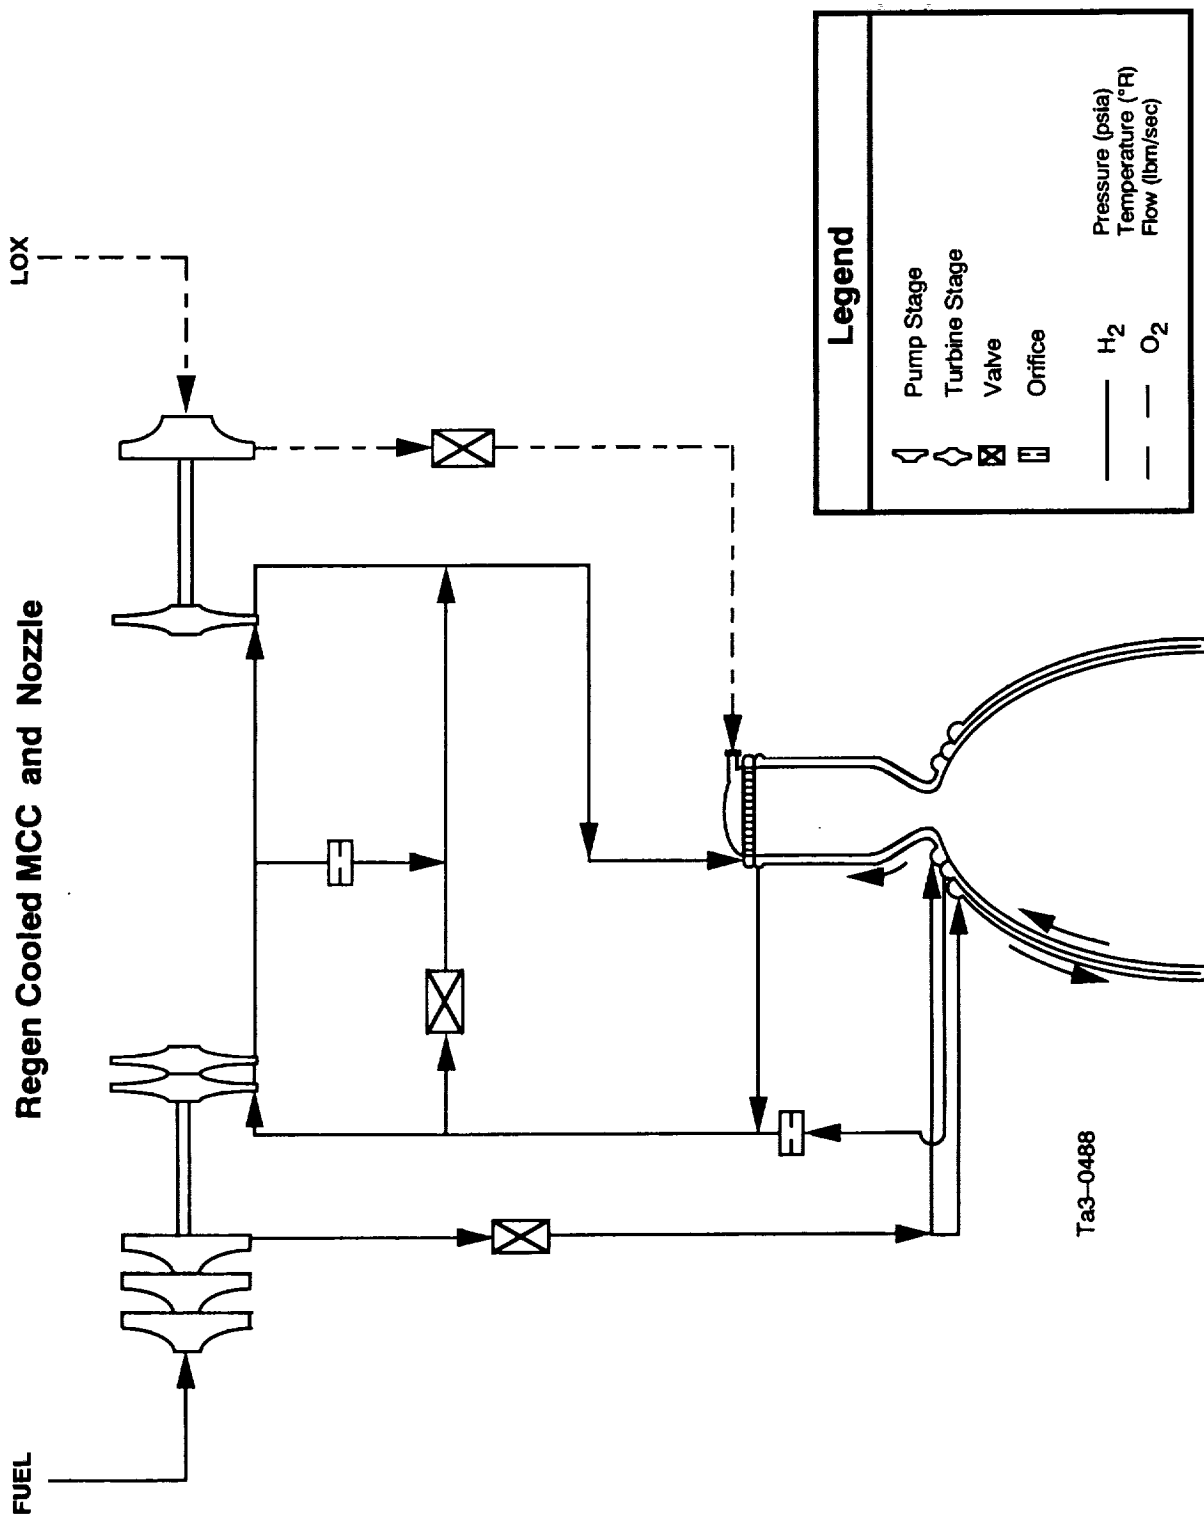 Regen Cooled MCC and Nozzle
FUEL
LOX
Legend
Pump Stage
Turbine Stage
Valve
Orifice
H2
O2
Pressure (psia)
Temperature (°R)
Flow (lbm/sec)
Ta3–0488